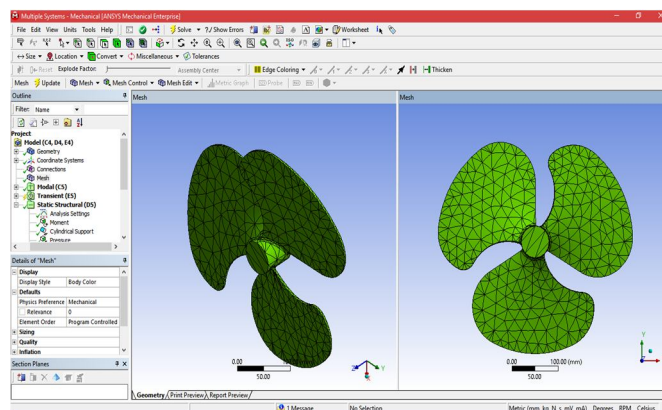 Multiple Systems - Mechanical [ANSYS Mechanical Enterprise]
File Edit View Units Tools Help Solve ?/ Show Errors Worksheet
Size Location Convert Miscellaneous Tolerances
Reset Explode Factor: Assembly Center Edge Coloring Thicken
Mesh Update Mesh Mesh Control Mesh Edit Metric Graph Probe
Outline
Filter: Name
Project
Model (C4, D4, E4)
Geometry
Coordinate Systems
Connections
Mesh
Modal (C5)
Transient (E5)
Static Structural (D5)
Analysis Settings
Moment
Cylindrical Support
Pressure
Details of "Mesh"
Display
Display Style Body Color
Defaults
Physics Preference Mechanical
Relevance 0
Element Order Program Controlled
Sizing
Quality
Inflation
Section Planes
Mesh
0.00
50.00
Z Y
Mesh
0.00 100.00 (mm)
50.00
Y
Geometry Print Preview Report Preview
1 Message No Selection Metric (mm, kg, N, s, mV, mA) Degrees RPM Celsius